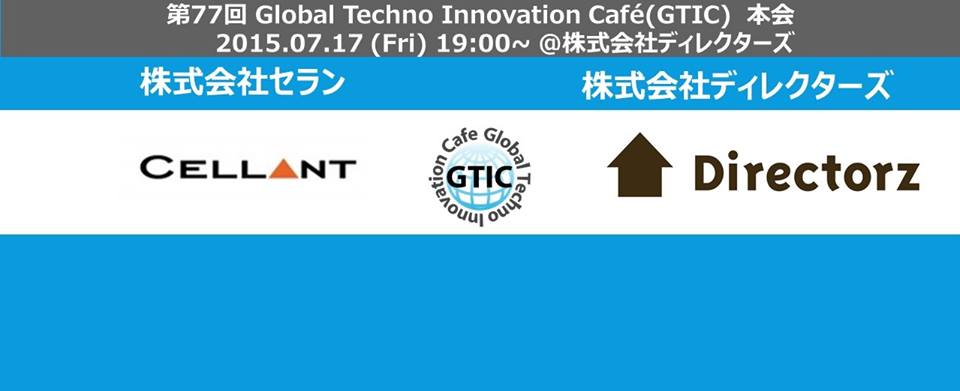 第77回 Global Techno Innovation Café(GTIC) 本会
2015.07.17 (Fri) 19:00~ @株式会社ディレクターズ
株式会社セラン
株式会社ディレクターズ
CELLANT
Innovation Cafe Global Techno
GTIC
Directorz